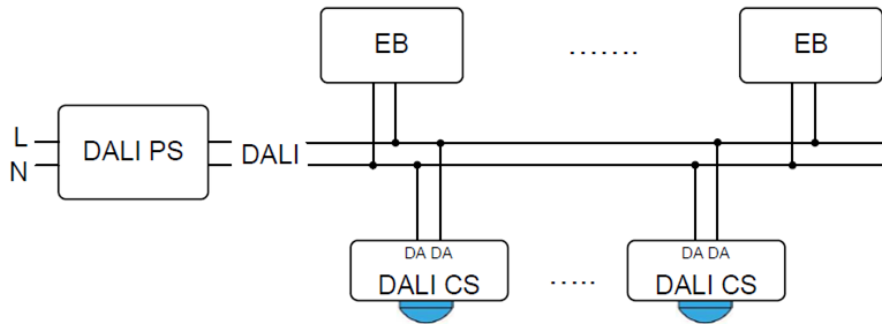 EB ....... EB
L
DALI PS
DALI
N
DA DA
DALI CS
.....
DA DA
DALI CS